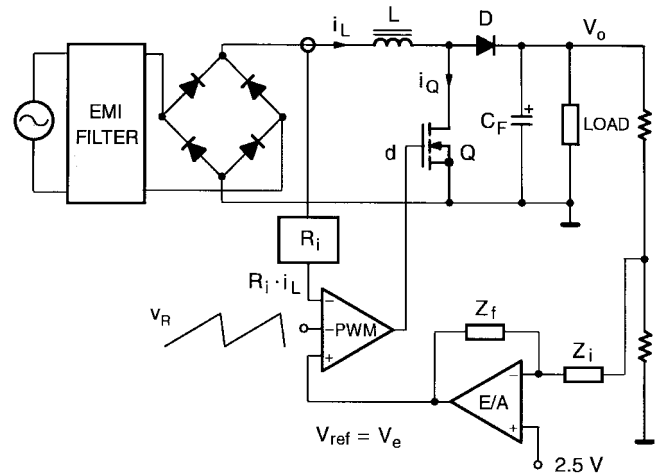 i_L
L
D
V_o
i_Q
EMI
FILTER
C_F
+
LOAD
d
Q
R_i
R_i · i_L
v_R
−
−PWM
+
Z_f
Z_i
−
E/A
+
V_ref = V_e
2.5 V